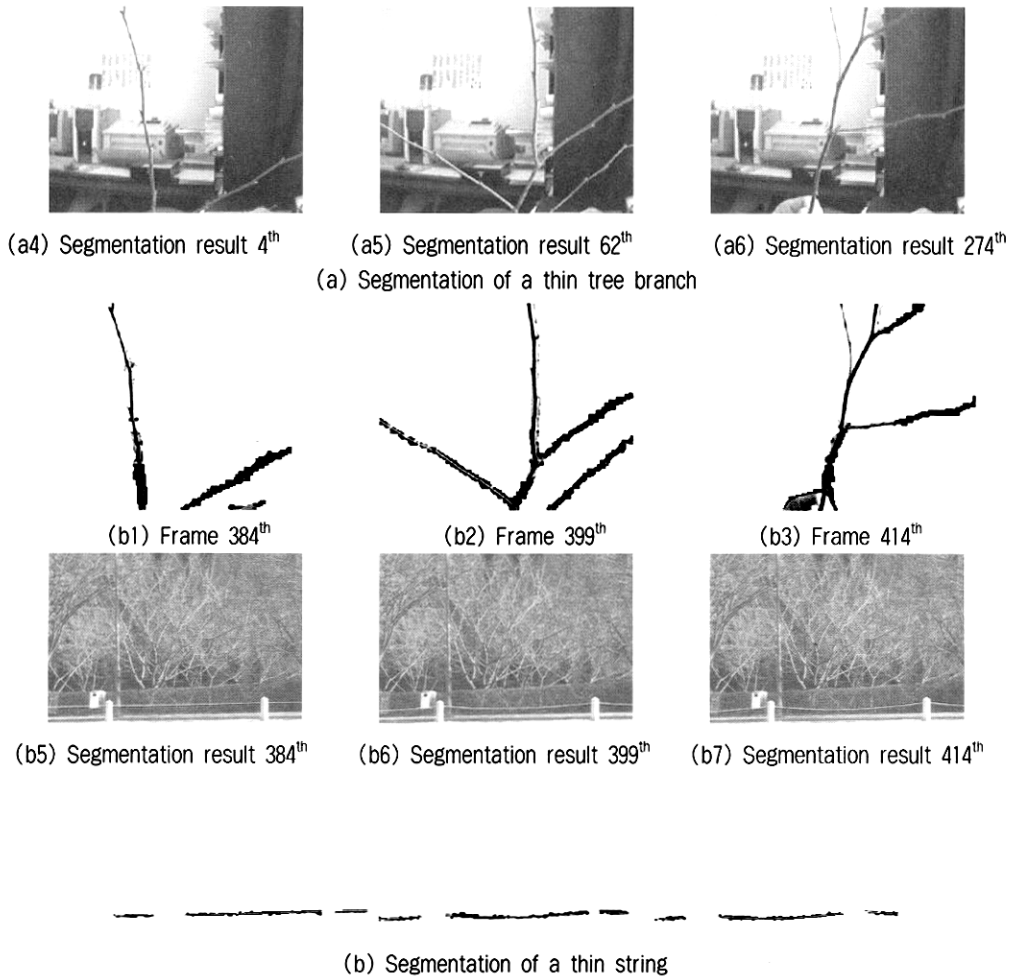 (a4) Segmentation result 4th (a5) Segmentation result 62th (a6) Segmentation result 274th
(a) Segmentation of a thin tree branch
(b1) Frame 384th (b2) Frame 399th (b3) Frame 414th
(b5) Segmentation result 384th (b6) Segmentation result 399th (b7) Segmentation result 414th
(b) Segmentation of a thin string